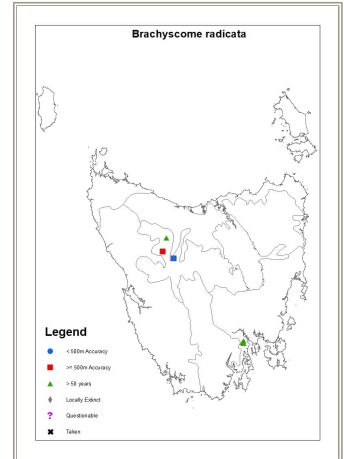 Brachyscome radicata
Legend
< 500m Accuracy
>= 500m Accuracy
> 50 years
Locally Extinct
? Questionable
Taken